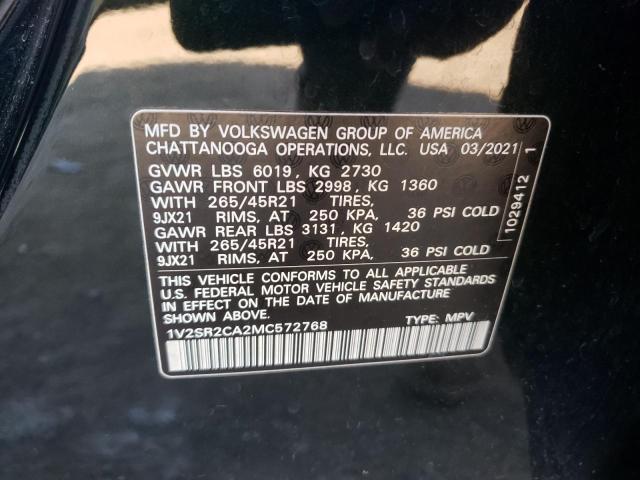 MFD BY VOLKSWAGEN GROUP OF AMERICA
CHATTANOOGA OPERATIONS, LLC. USA 03/2021
GVWR LBS 6019, KG 2730
GAWR FRONT LBS 2998, KG 1360
WITH 265/45R21 TIRES,
9JX21 RIMS, AT 250 KPA, 36 PSI COLD
GAWR REAR LBS 3131, KG 1420
WITH 265/45R21 TIRES,
9JX21 RIMS, AT 250 KPA, 36 PSI COLD
THIS VEHICLE CONFORMS TO ALL APPLICABLE
U.S. FEDERAL MOTOR VEHICLE SAFETY STANDARDS
IN EFFECT ON THE DATE OF MANUFACTURE
SHOWN ABOVE.
1V2SR2CA2MC572768 TYPE: MPV
1029412 1